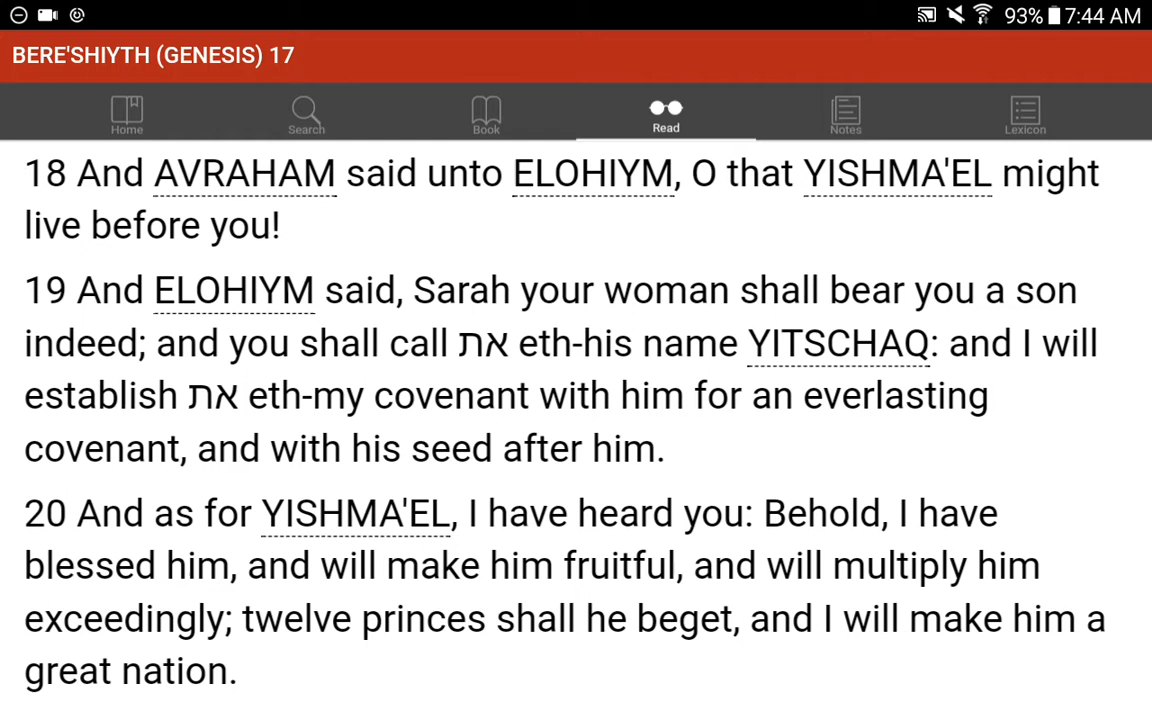 93% 7:44 AM
BERE'SHIYTH (GENESIS) 17
Home Search Book Read Notes Lexicon
18 And AVRAHAM said unto ELOHIYM, O that YISHMA'EL might
live before you!
19 And ELOHIYM said, Sarah your woman shall bear you a son
indeed; and you shall call את eth-his name YITSCHAQ: and I will
establish את eth-my covenant with him for an everlasting
covenant, and with his seed after him.
20 And as for YISHMA'EL, I have heard you: Behold, I have
blessed him, and will make him fruitful, and will multiply him
exceedingly; twelve princes shall he beget, and I will make him a
great nation.